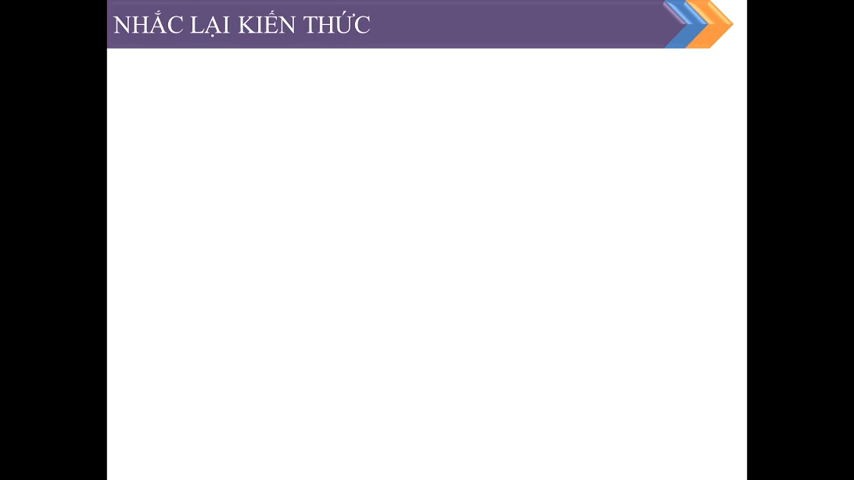 NHẮC LẠI KIẾN THỨC